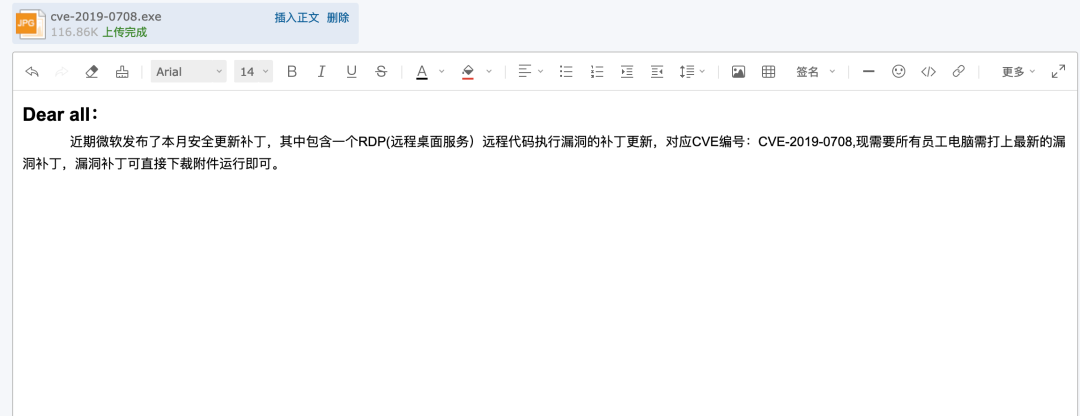 JPG
cve-2019-0708.exe
插入正文 删除
116.86K 上传完成
Arial
14
B I U S A
签名
更多
Dear all：
近期微软发布了本月安全更新补丁，其中包含一个RDP(远程桌面服务）远程代码执行漏洞的补丁更新，对应CVE编号：CVE-2019-0708,现需要所有员工电脑需打上最新的漏
洞补丁，漏洞补丁可直接下载附件运行即可。